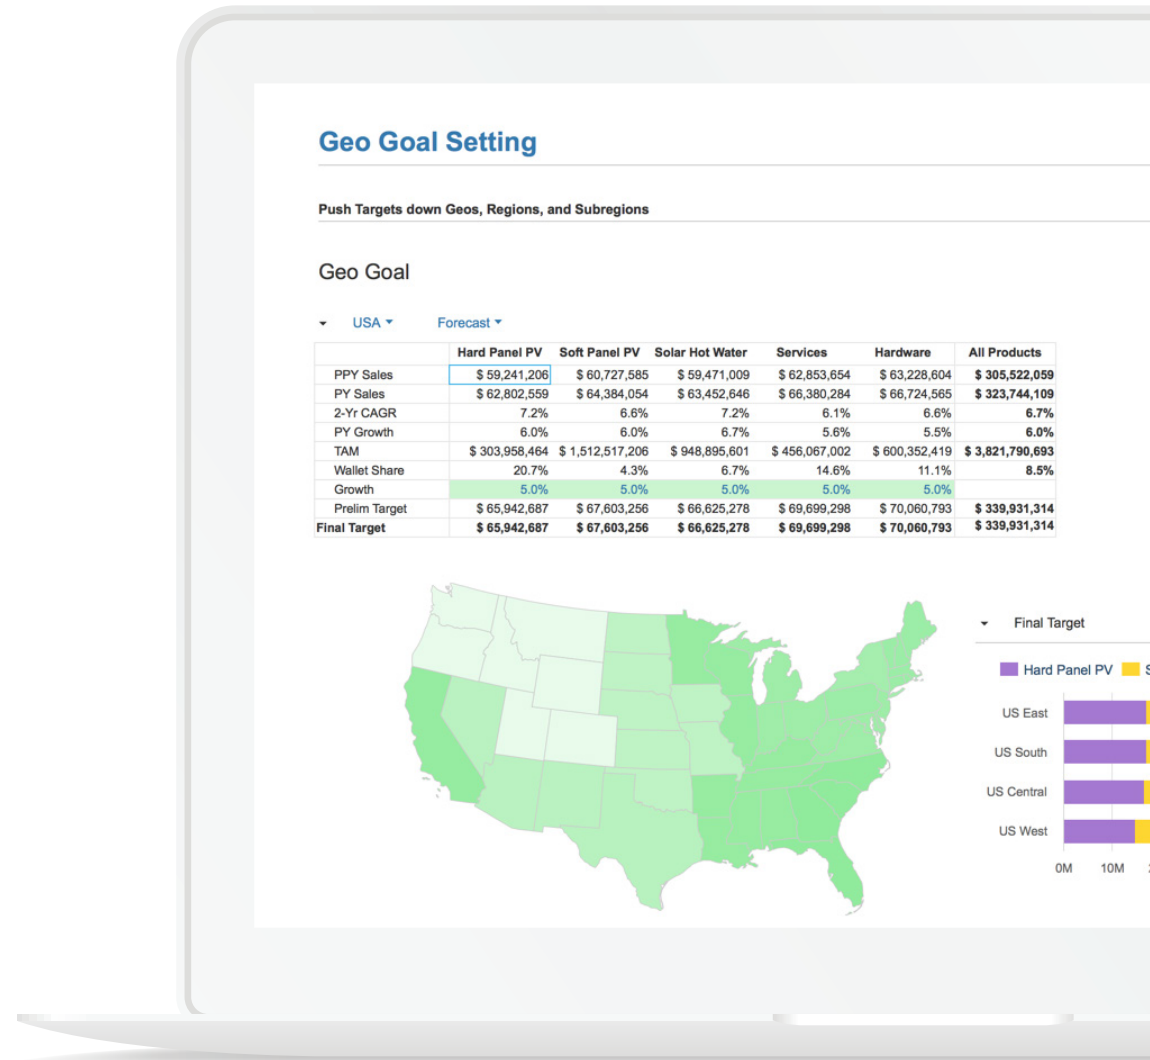 Geo Goal Setting
Push Targets down Geos, Regions, and Subregions
Geo Goal
USA Forecast
Hard Panel PV Soft Panel PV Solar Hot Water Services Hardware All Products
PPY Sales $ 59,241,206 $ 60,727,585 $ 59,471,009 $ 62,853,654 $ 63,228,604 $ 305,522,059
PY Sales $ 62,802,559 $ 64,384,054 $ 63,452,646 $ 66,380,284 $ 66,724,565 $ 323,744,109
2-Yr CAGR 7.2% 6.6% 7.2% 6.1% 6.6% 6.7%
PY Growth 6.0% 6.0% 6.7% 5.6% 5.5% 6.0%
TAM $ 303,958,464 $ 1,512,517,206 $ 948,895,601 $ 456,067,002 $ 600,352,419 $ 3,821,790,693
Wallet Share 20.7% 4.3% 6.7% 14.6% 11.1% 8.5%
Growth 5.0% 5.0% 5.0% 5.0% 5.0%
Prelim Target $ 65,942,687 $ 67,603,256 $ 66,625,278 $ 69,699,298 $ 70,060,793 $ 339,931,314
Final Target $ 65,942,687 $ 67,603,256 $ 66,625,278 $ 69,699,298 $ 70,060,793 $ 339,931,314
Final Target
Hard Panel PV
US East
US South
US Central
US West
0M 10M